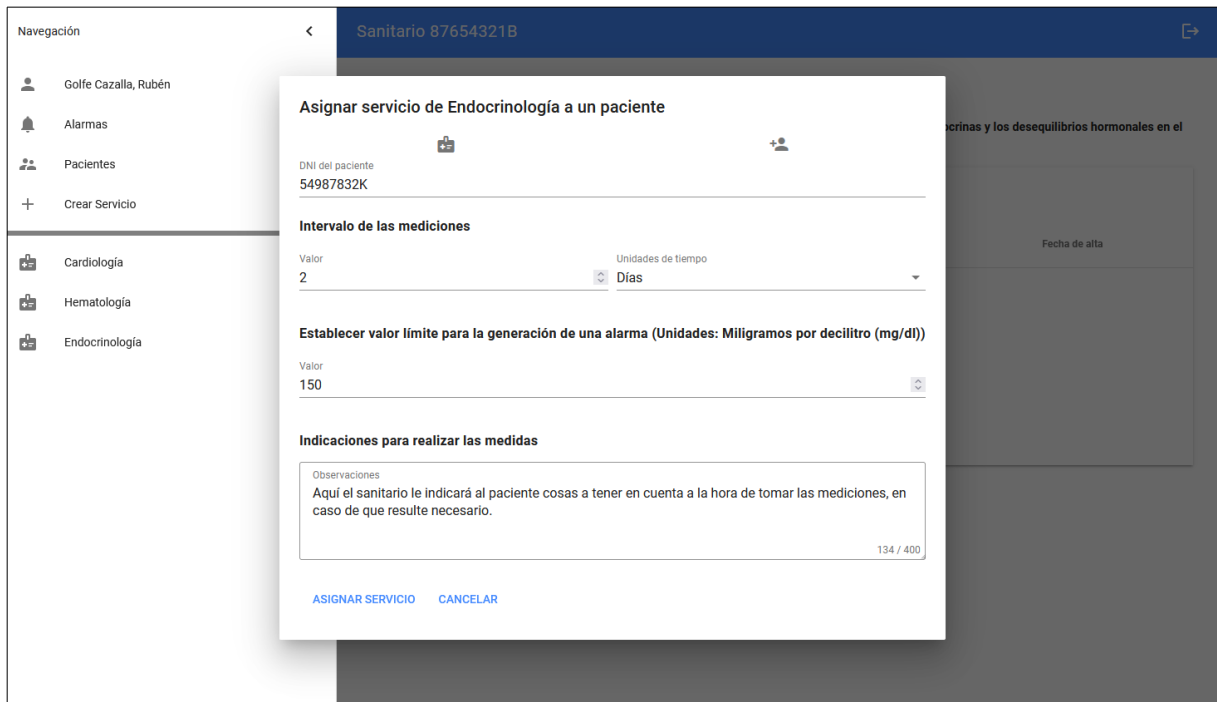 Navegación
Sanitario 87654321B
Golfe Cazalla, Rubén
Alarmas
Pacientes
Crear Servicio
Cardiología
Hematología
Endocrinología
Asignar servicio de Endocrinología a un paciente
DNI del paciente
54987832K
Intervalo de las mediciones
Valor
2
Unidades de tiempo
Días
Establecer valor límite para la generación de una alarma (Unidades: Miligramos por decilitro (mg/dl))
Valor
150
Indicaciones para realizar las medidas
Observaciones
Aquí el sanitario le indicará al paciente cosas a tener en cuenta a la hora de tomar las mediciones, en
caso de que resulte necesario.
134 / 400
ASIGNAR SERVICIO CANCELAR
y los desequilibrios hormonales en el
Fecha de alta